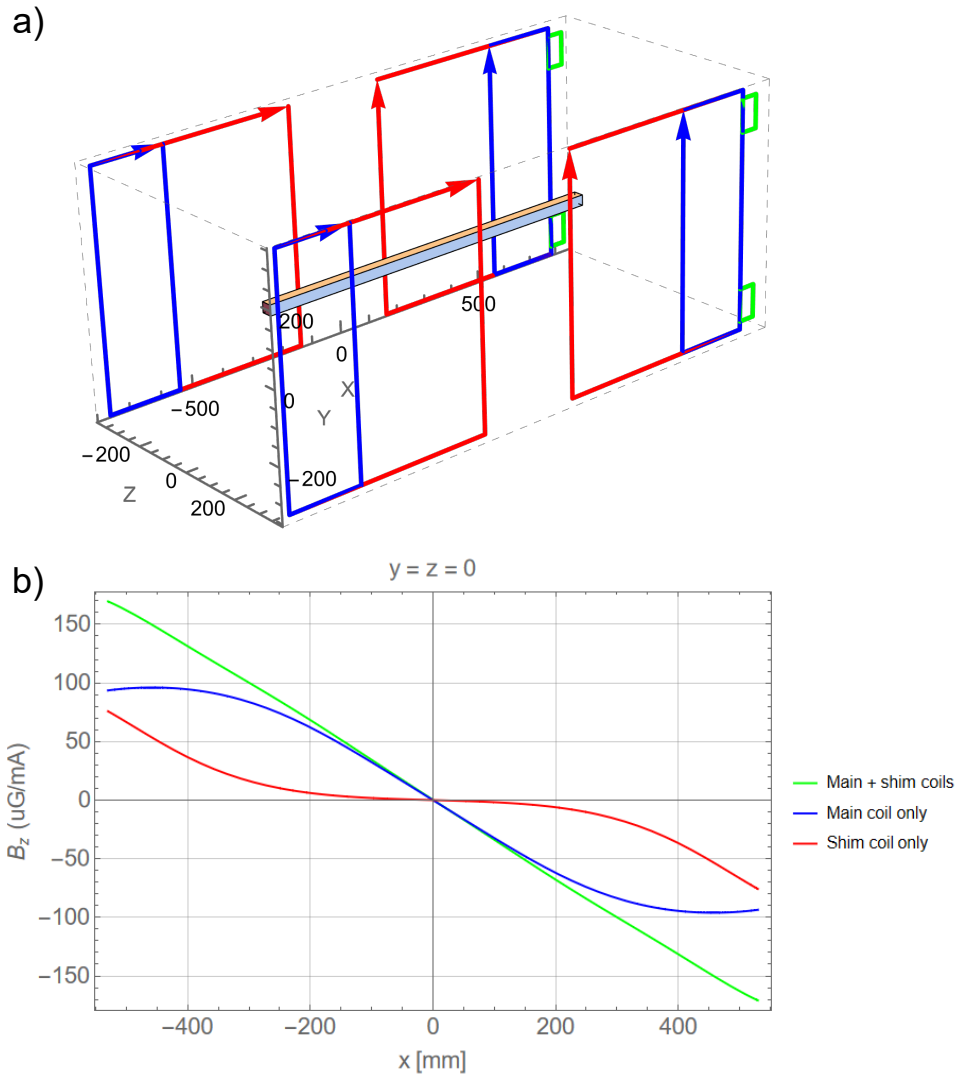 a)
500
200
0
X
−500
0
Y
−200
−200
Z
0
200
b)
y = z = 0
150
100
50
0
−50
−100
−150
B_z (uG/mA)
−400
−200
0
200
400
x [mm]
Main + shim coils
Main coil only
Shim coil only